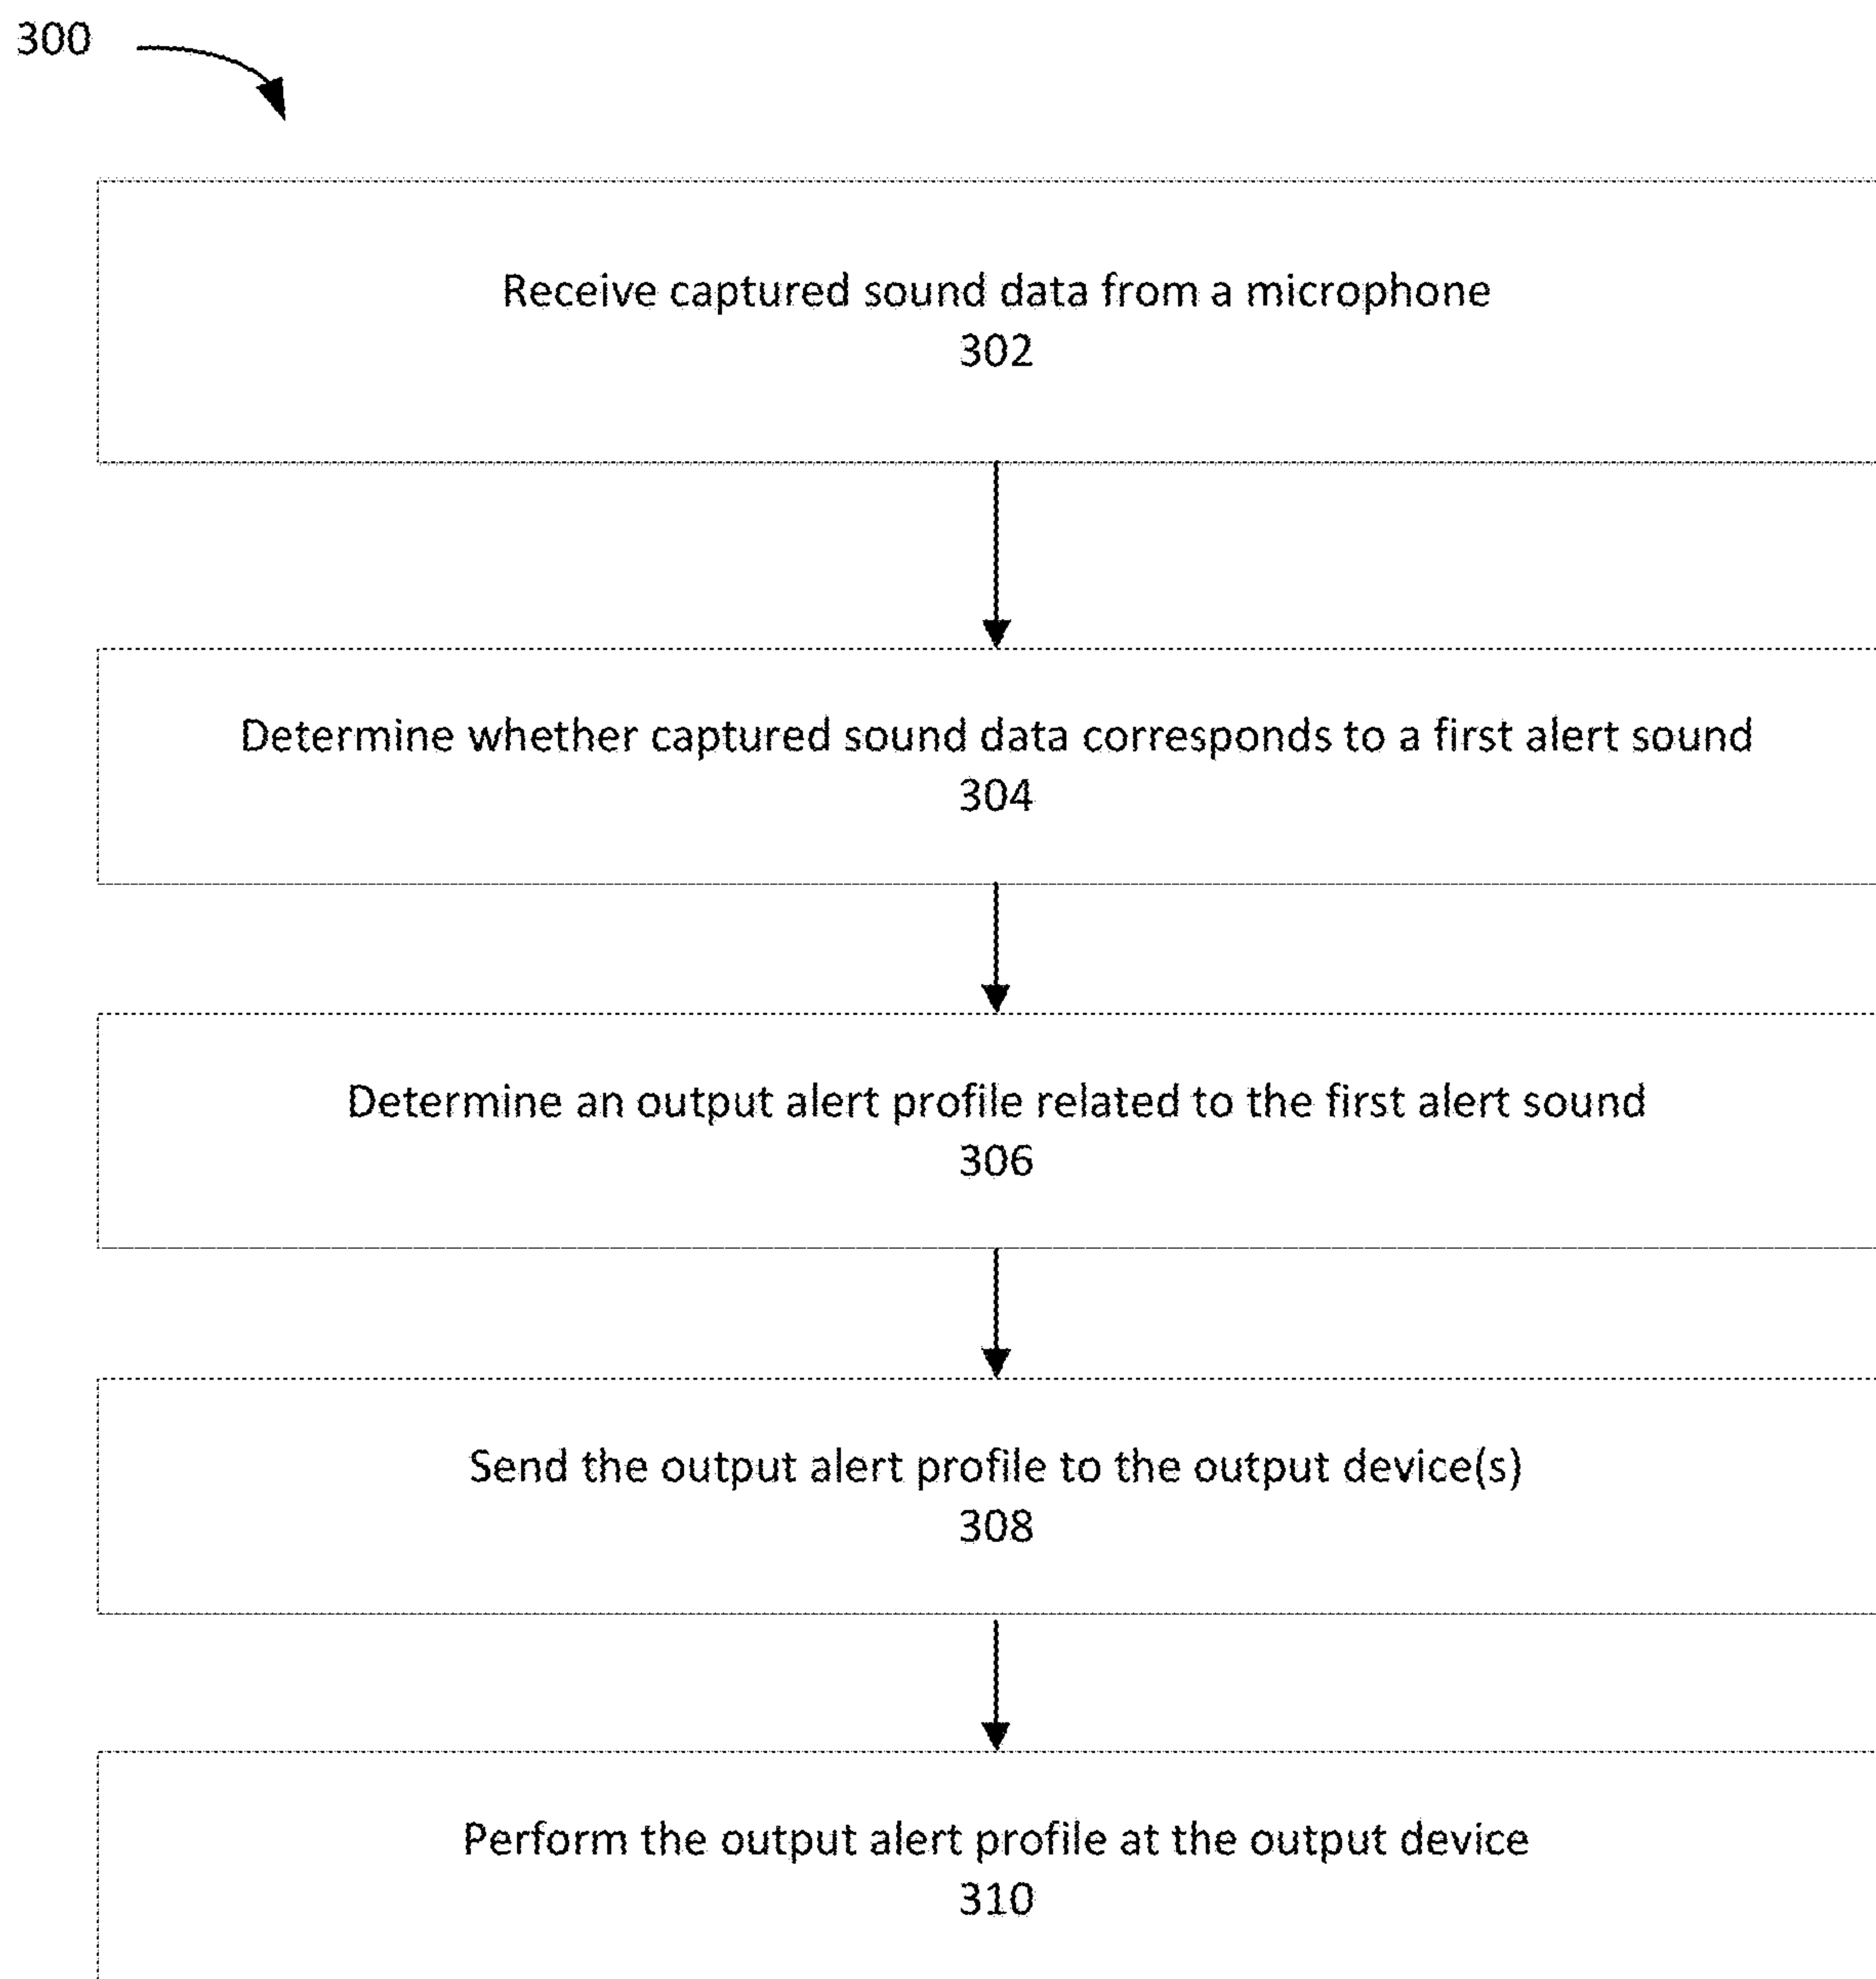 300
Receive captured sound data from a microphone
302
Determine whether captured sound data corresponds to a first alert sound
304
Determine an output alert profile related to the first alert sound
306
Send the output alert profile to the output device(s)
308
Perform the output alert profile at the output device
310